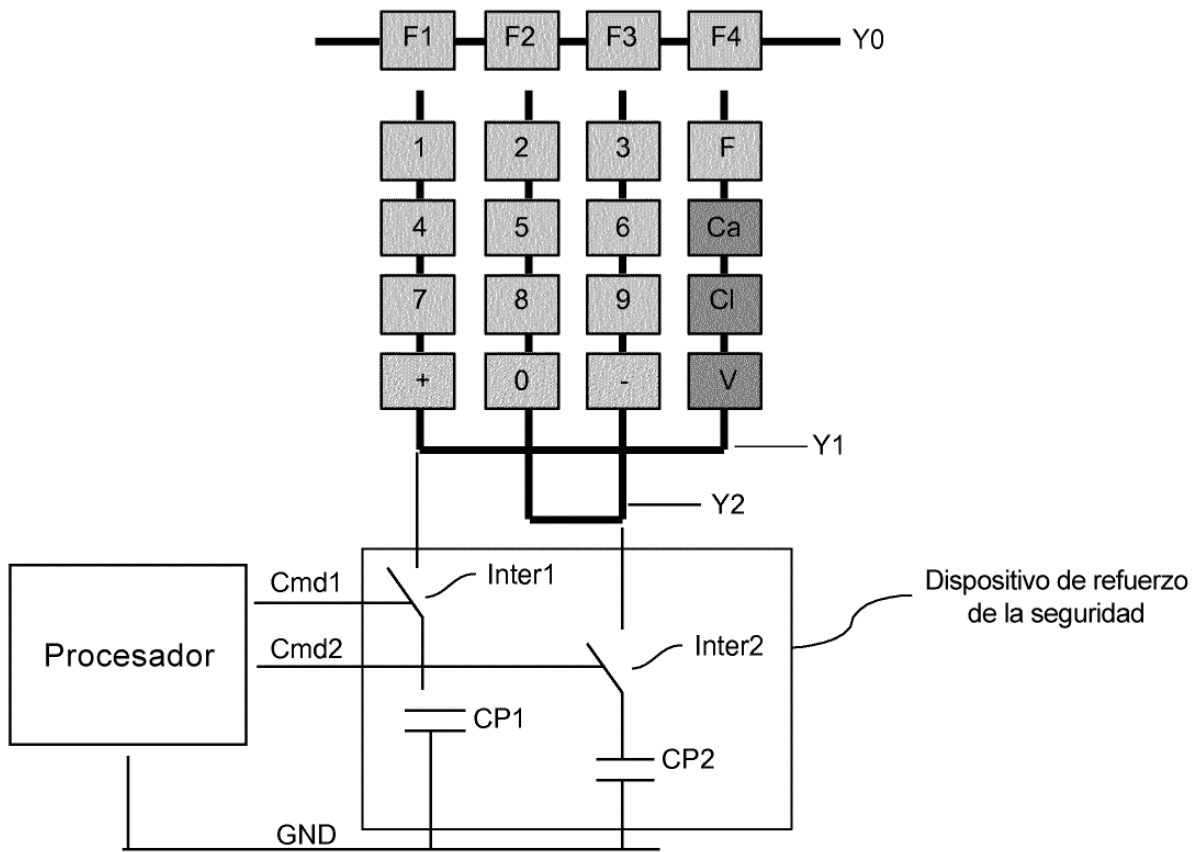 F1 F2 F3 F4 Y0
1 2 3 F
4 5 6 Ca
7 8 9 Cl
+ 0 - V
Y1
Y2
Cmd1 Inter1
Dispositivo de refuerzo
de la seguridad
Procesador
Cmd2 Inter2
CP1
CP2
GND